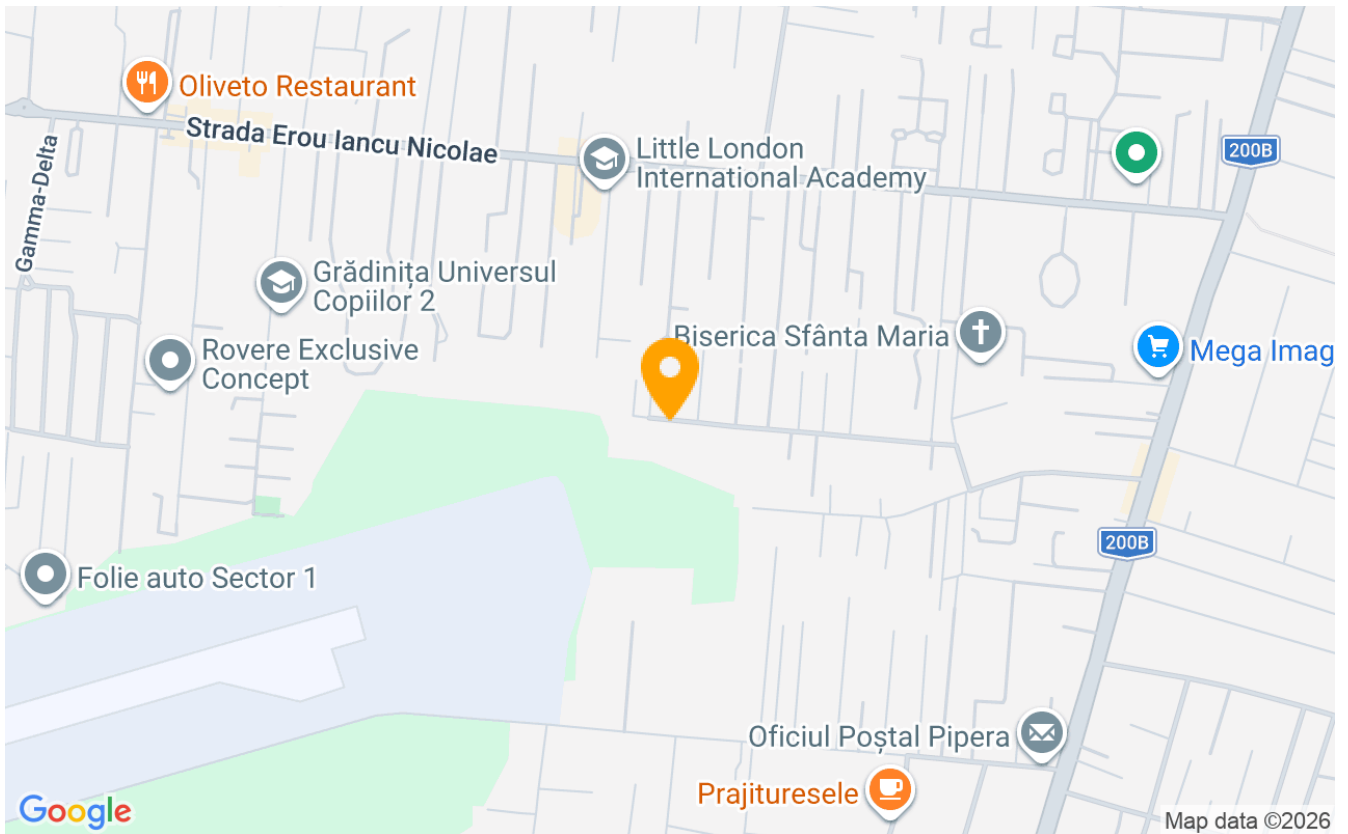 Oliveto Restaurant
Strada Erou Iancu Nicolae
200B
Little London
International Academy
Gamma-Delta
Grădinița Universul
Copiilor 2
Biserica Sfânta Maria
Rovere Exclusive
Concept
Mega Imag
200B
Folie auto Sector 1
Oficiul Poștal Pipera
Prajituresele
Google
Map data ©2026